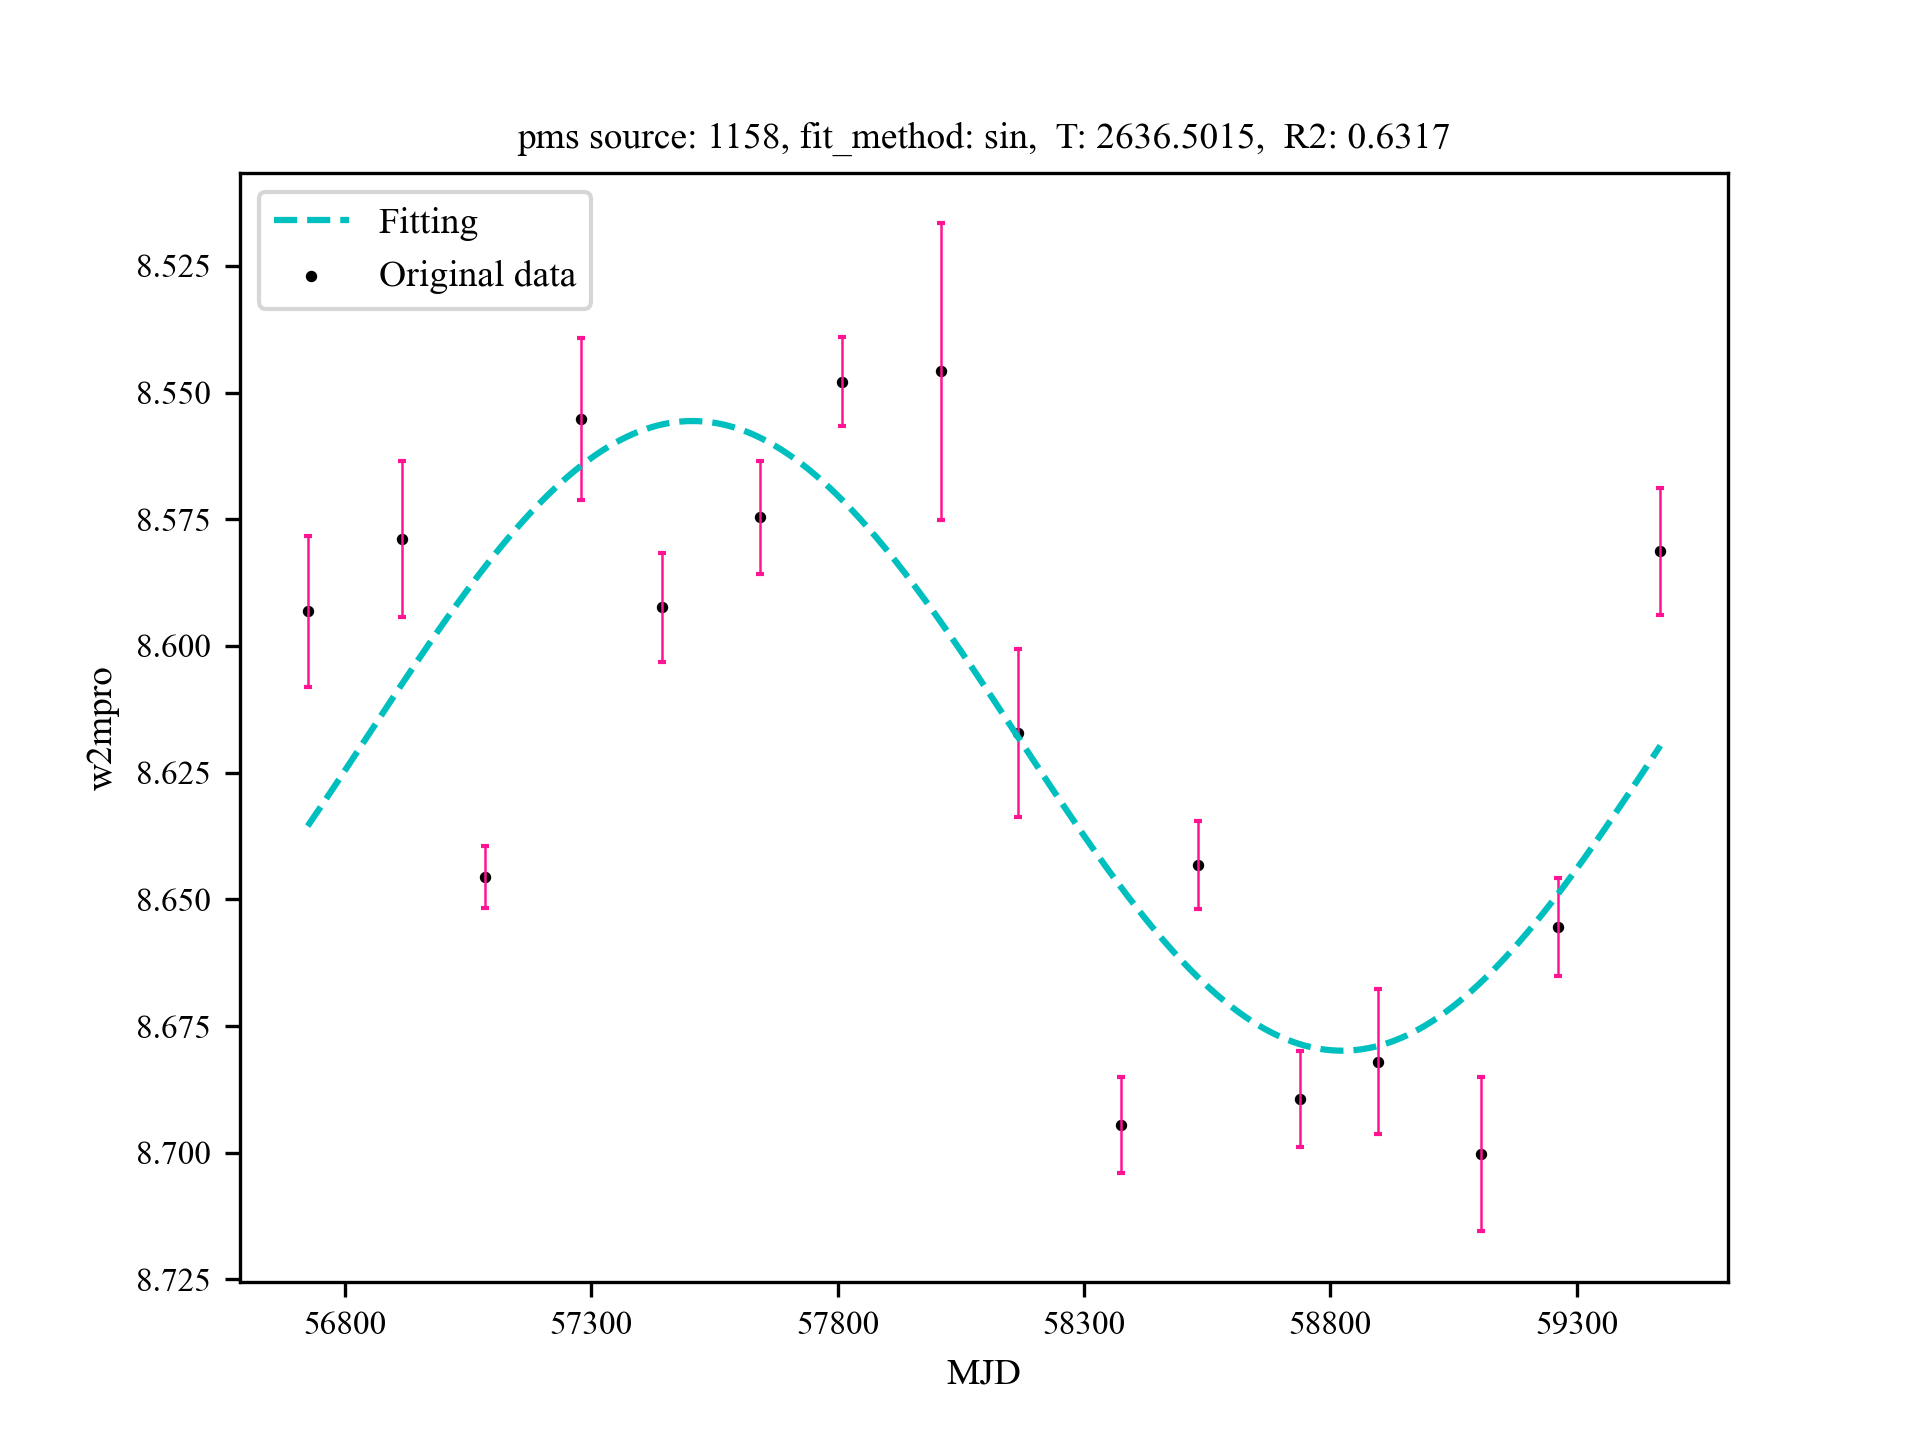 pms source: 1158, fit_method: sin,  T: 2636.5015,  R2: 0.6317
Fitting
Original data
8.525
8.550
8.575
8.600
8.625
8.650
8.675
8.700
8.725
w2mpro
56800 57300 57800 58300 58800 59300
MJD